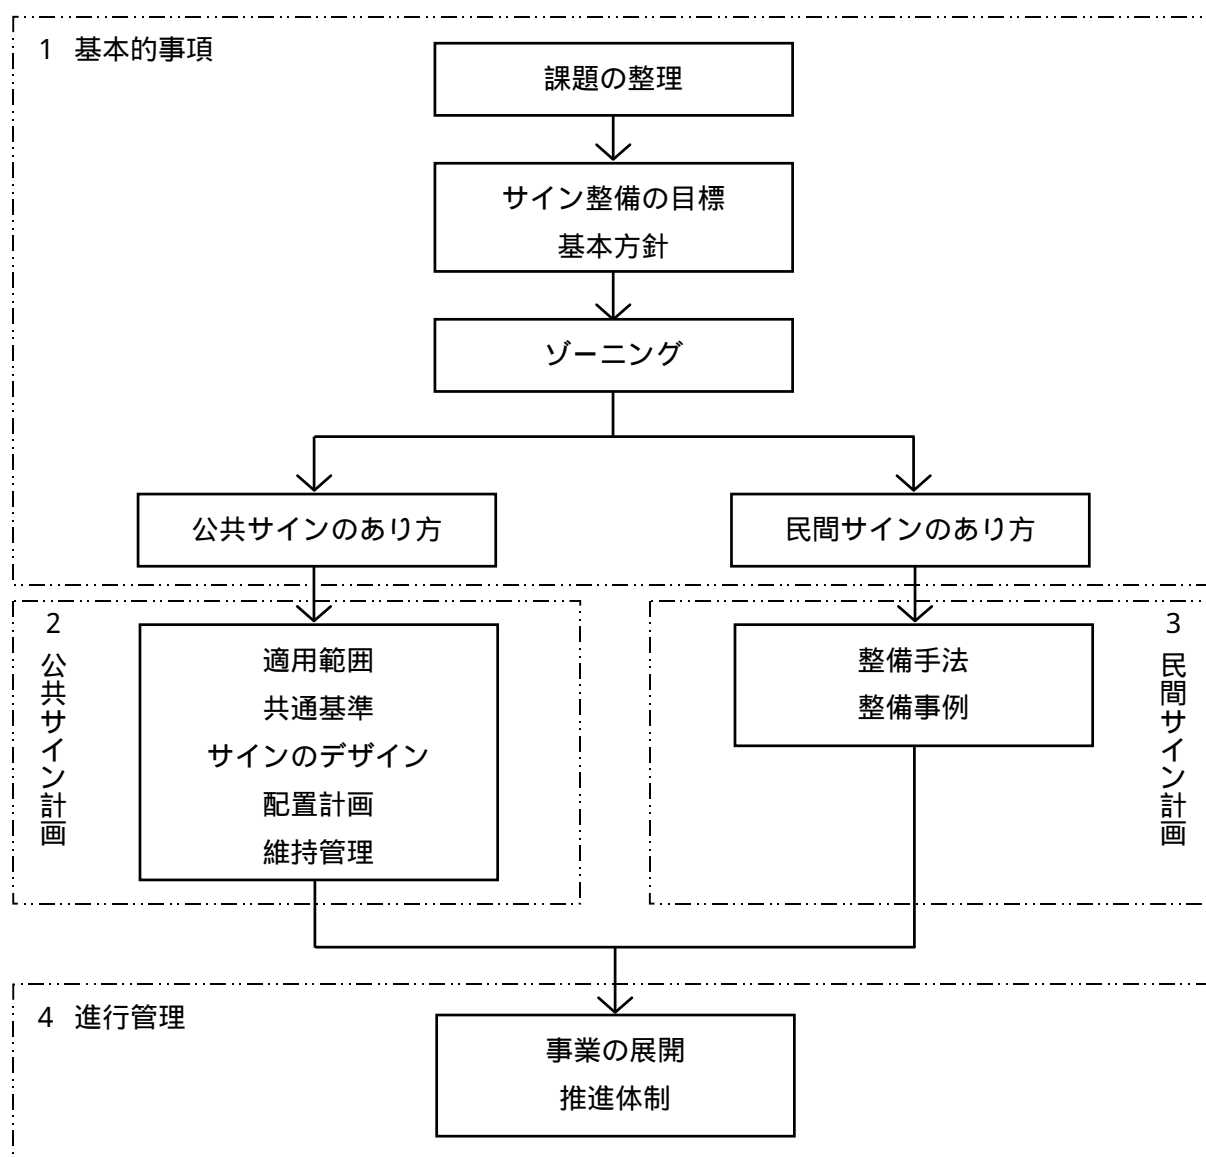 1 基本的事項
課題の整理
サイン整備の目標
基本方針
ゾーニング
公共サインのあり方
民間サインのあり方
2 公共サイン計画
適用範囲
共通基準
サインのデザイン
配置計画
維持管理
3 民間サイン計画
整備手法
整備事例
4 進行管理
事業の展開
推進体制